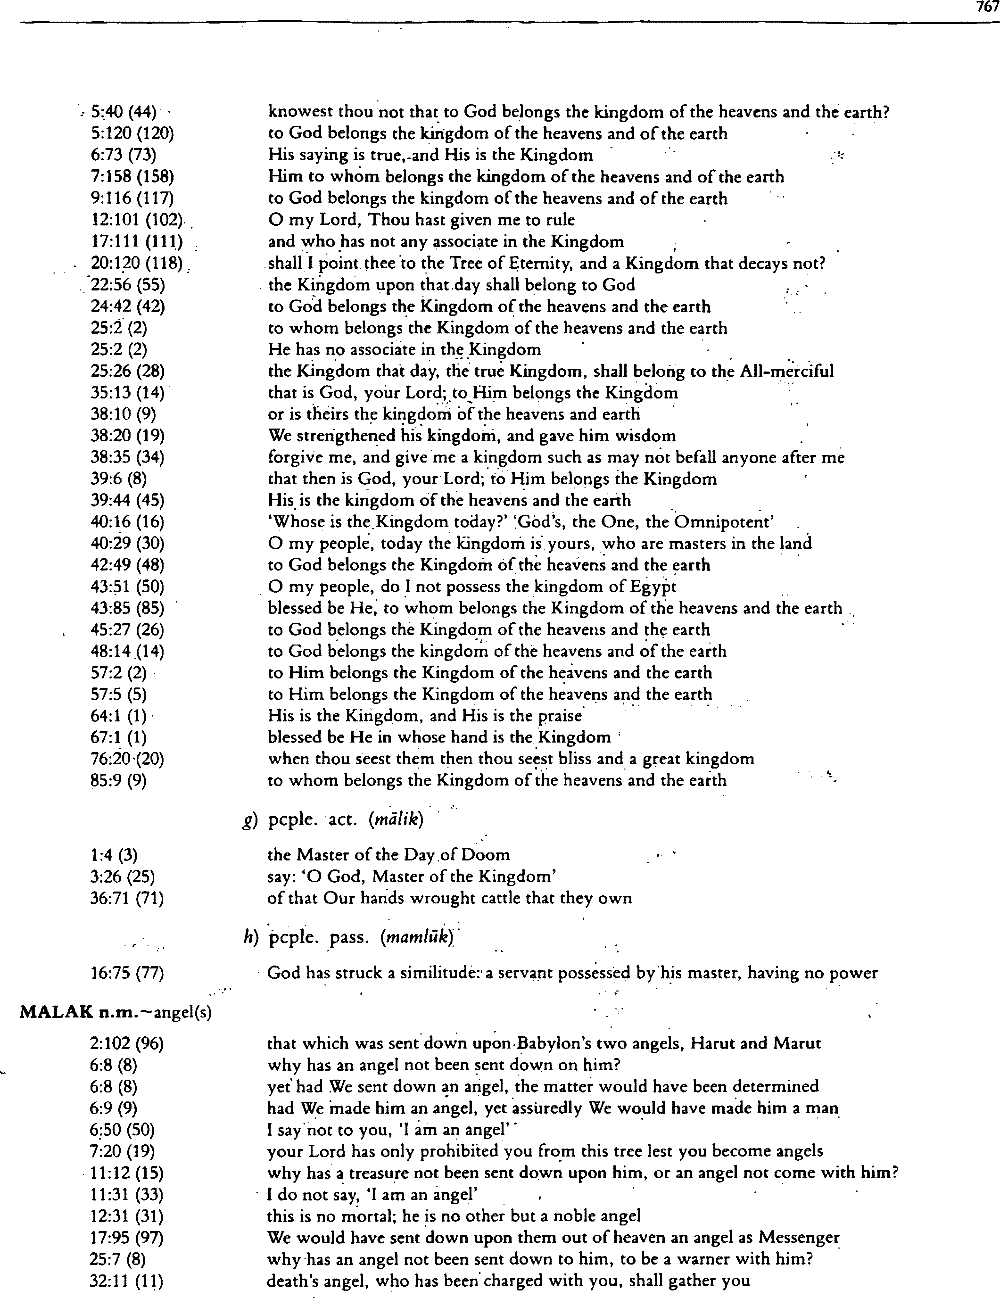 767
5:40 (44) knowest thou not that to God belongs the kingdom of the heavens and the earth?
5:120 (120) to God belongs the kingdom of the heavens and of the earth
6:73 (73) His saying is true, and His is the Kingdom
7:158 (158) Him to whom belongs the kingdom of the heavens and of the earth
9:116 (117) to God belongs the kingdom of the heavens and of the earth
12:101 (102) O my Lord, Thou hast given me to rule
17:111 (111) and who has not any associate in the Kingdom
20:120 (118) shall I point thee to the Tree of Eternity, and a Kingdom that decays not?
22:56 (55) the Kingdom upon that day shall belong to God
24:42 (42) to God belongs the Kingdom of the heavens and the earth
25:2 (2) to whom belongs the Kingdom of the heavens and the earth
25:2 (2) He has no associate in the Kingdom
25:26 (28) the Kingdom that day, the true Kingdom, shall belong to the All-merciful
35:13 (14) that is God, your Lord; to Him belongs the Kingdom
38:10 (9) or is theirs the kingdom of the heavens and earth
38:20 (19) We strengthened his kingdom, and gave him wisdom
38:35 (34) forgive me, and give me a kingdom such as may not befall anyone after me
39:6 (8) that then is God, your Lord; to Him belongs the Kingdom
39:44 (45) His is the kingdom of the heavens and the earth
40:16 (16) 'Whose is the Kingdom today?' 'God's, the One, the Omnipotent'
40:29 (30) O my people, today the kingdom is yours, who are masters in the land
42:49 (48) to God belongs the Kingdom of the heavens and the earth
43:51 (50) O my people, do I not possess the kingdom of Egypt
43:85 (85) blessed be He, to whom belongs the Kingdom of the heavens and the earth
45:27 (26) to God belongs the Kingdom of the heavens and the earth
48:14 (14) to God belongs the kingdom of the heavens and of the earth
57:2 (2) to Him belongs the Kingdom of the heavens and the earth
57:5 (5) to Him belongs the Kingdom of the heavens and the earth
64:1 (1) His is the Kingdom, and His is the praise
67:1 (1) blessed be He in whose hand is the Kingdom
76:20 (20) when thou seest them then thou seest bliss and a great kingdom
85:9 (9) to whom belongs the Kingdom of the heavens and the earth
g) pcple. act. (mālik)
1:4 (3) the Master of the Day of Doom
3:26 (25) say: 'O God, Master of the Kingdom'
36:71 (71) of that Our hands wrought cattle that they own
h) pcple. pass. (mamlūk)
16:75 (77) God has struck a similitude: a servant possessed by his master, having no power
MALAK n.m.~angel(s)
2:102 (96) that which was sent down upon Babylon's two angels, Harut and Marut
6:8 (8) why has an angel not been sent down on him?
6:8 (8) yet had We sent down an angel, the matter would have been determined
6:9 (9) had We made him an angel, yet assuredly We would have made him a man
6:50 (50) I say not to you, 'I am an angel'
7:20 (19) your Lord has only prohibited you from this tree lest you become angels
11:12 (15) why has a treasure not been sent down upon him, or an angel not come with him?
11:31 (33) I do not say, 'I am an angel'
12:31 (31) this is no mortal; he is no other but a noble angel
17:95 (97) We would have sent down upon them out of heaven an angel as Messenger
25:7 (8) why has an angel not been sent down to him, to be a warner with him?
32:11 (11) death's angel, who has been charged with you, shall gather you